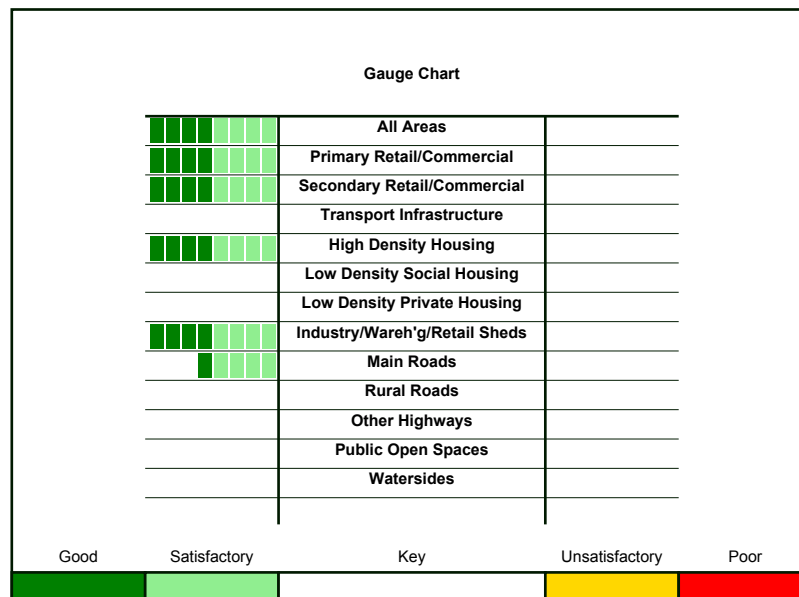 Gauge Chart
All Areas
Primary Retail/Commercial
Secondary Retail/Commercial
Transport Infrastructure
High Density Housing
Low Density Social Housing
Low Density Private Housing
Industry/Wareh'g/Retail Sheds
Main Roads
Rural Roads
Other Highways
Public Open Spaces
Watersides
Good Satisfactory Key Unsatisfactory Poor